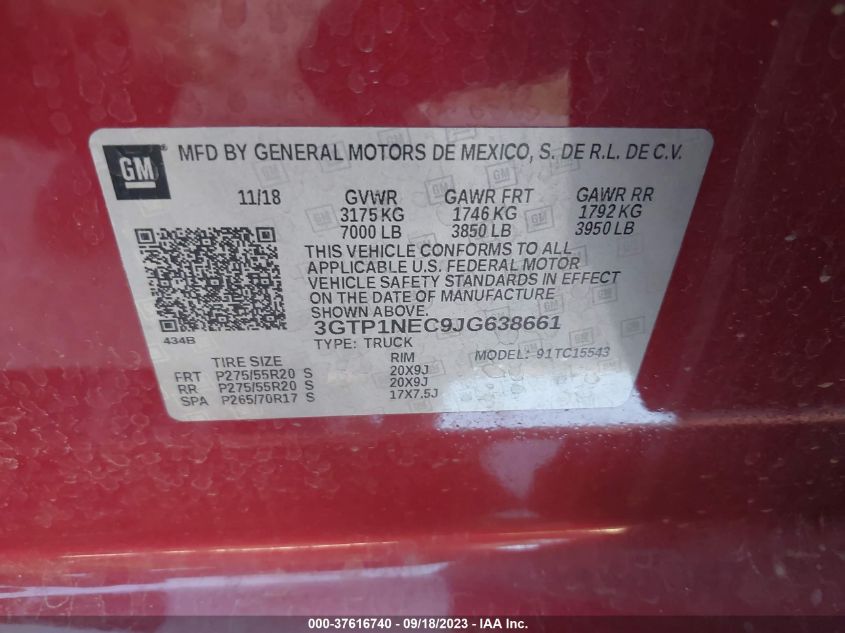 GM MFD BY GENERAL MOTORS DE MEXICO, S. DE R.L. DE C.V.
11/18 GVWR GAWR FRT GAWR RR
3175 KG 1746 KG 1792 KG
7000 LB 3850 LB 3950 LB
THIS VEHICLE CONFORMS TO ALL
APPLICABLE U.S. FEDERAL MOTOR
VEHICLE SAFETY STANDARDS IN EFFECT
ON THE DATE OF MANUFACTURE
SHOWN ABOVE.
3GTP1NEC9JG638661
434B TYPE: TRUCK MODEL: 91TC15543
TIRE SIZE RIM
FRT P275/55R20 S 20X9J
RR P275/55R20 S 20X9J
SPA P265/70R17 S 17X7.5J
000-37616740 - 09/18/2023 - IAA Inc.